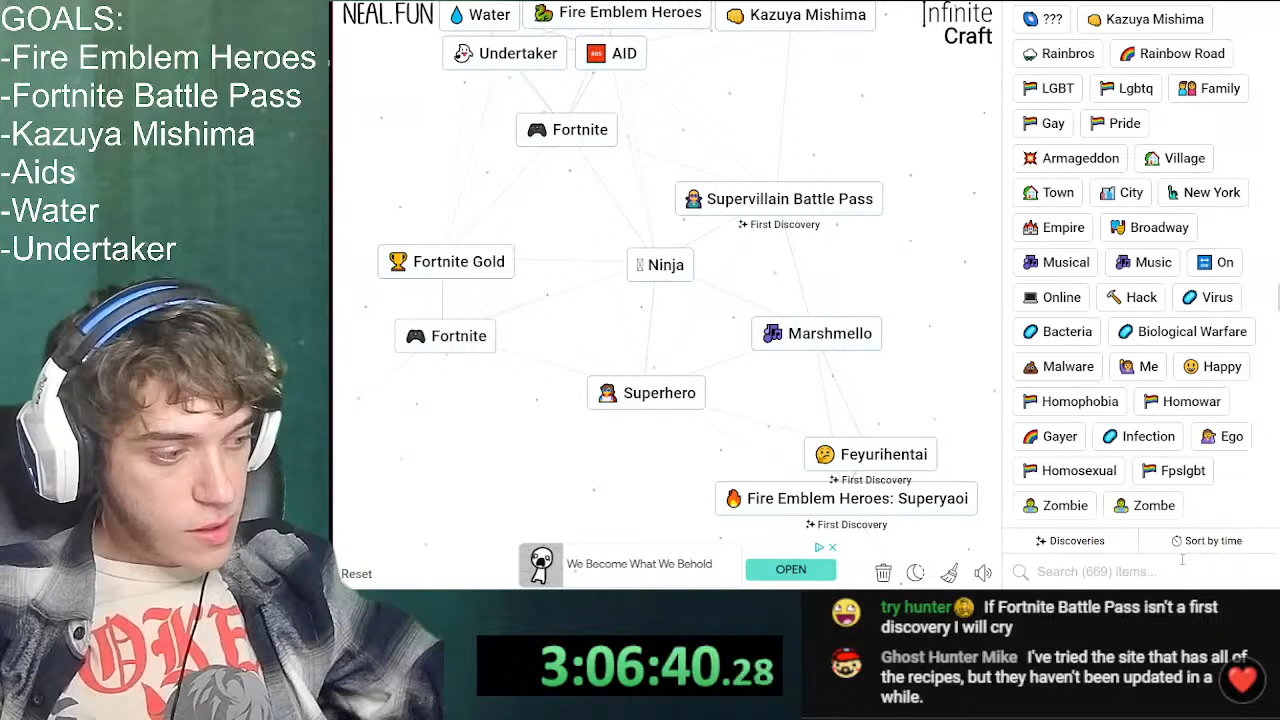 GOALS:
-Fire Emblem Heroes
-Fortnite Battle Pass
-Kazuya Mishima
-Aids
-Water
-Undertaker
NEAL.FUN
Water
Fire Emblem Heroes
Kazuya Mishima
Infinite
Craft
Undertaker
SOS AID
Fortnite
Supervillain Battle Pass
First Discovery
Fortnite Gold
Ninja
Fortnite
Marshmello
Superhero
Feyurihentai
First Discovery
Fire Emblem Heroes: Superyaoi
First Discovery
We Become What We Behold
OPEN
Reset
??? Kazuya Mishima
Rainbros Rainbow Road
LGBT Lgbtq Family
Gay Pride
Armageddon Village
Town City New York
Empire Broadway
Musical Music On
Online Hack Virus
Bacteria Biological Warfare
Malware Me Happy
Homophobia Homowar
Gayer Infection Ego
Homosexual Fpslgbt
Zombie Zombe
Discoveries Sort by time
Search (669) items...
3:06:40.28
try hunter If Fortnite Battle Pass isn't a first
discovery I will cry
Ghost Hunter Mike I've tried the site that has all of
the recipes, but they haven't been updated in a
while.